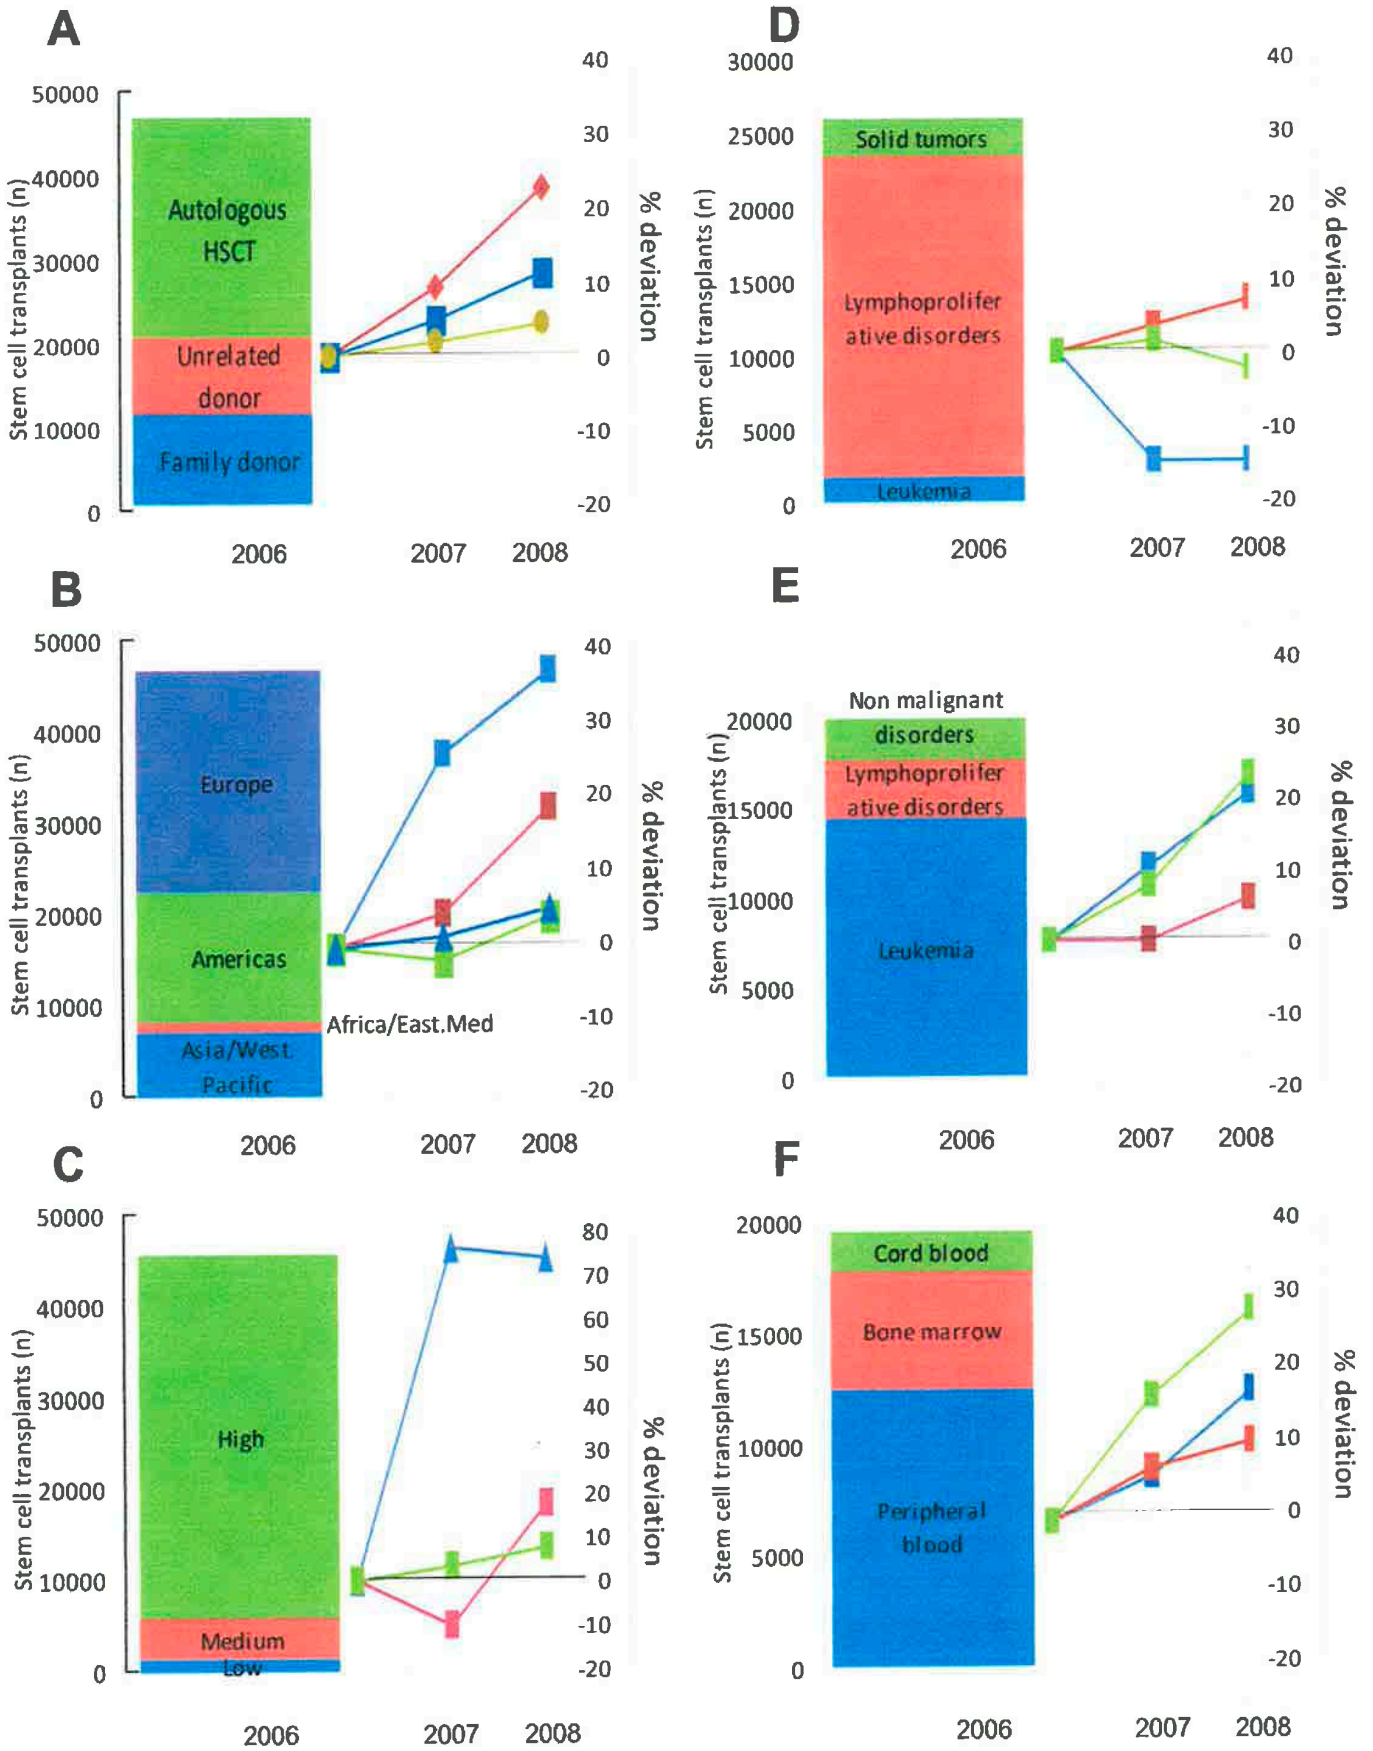 A
50000
40000
30000
20000
10000
0
Stem cell transplants (n)
Autologous
HSCT
Unrelated
donor
Family donor
40
30
20
10
0
-10
-20
% deviation
2006
2007
2008
D
30000
25000
20000
15000
10000
5000
0
Stem cell transplants (n)
Solid tumors
Lymphoprolifer
ative disorders
Leukemia
40
30
20
10
0
-10
-20
% deviation
2006
2007
2008
B
50000
40000
30000
20000
10000
0
Stem cell transplants (n)
Europe
Americas
Africa/East.Med
Asia/West.
Pacific
40
30
20
10
0
-10
-20
% deviation
2006
2007
2008
E
20000
15000
10000
5000
0
Stem cell transplants (n)
Non malignant
disorders
Lymphoprolifer
ative disorders
Leukemia
40
30
20
10
0
-10
-20
% deviation
2006
2007
2008
C
50000
40000
30000
20000
10000
0
Stem cell transplants (n)
High
Medium
Low
80
70
60
50
40
30
20
10
0
-10
-20
% deviation
2006
2007
2008
F
20000
15000
10000
5000
0
Stem cell transplants (n)
Cord blood
Bone marrow
Peripheral
blood
40
30
20
10
0
-10
-20
% deviation
2006
2007
2008